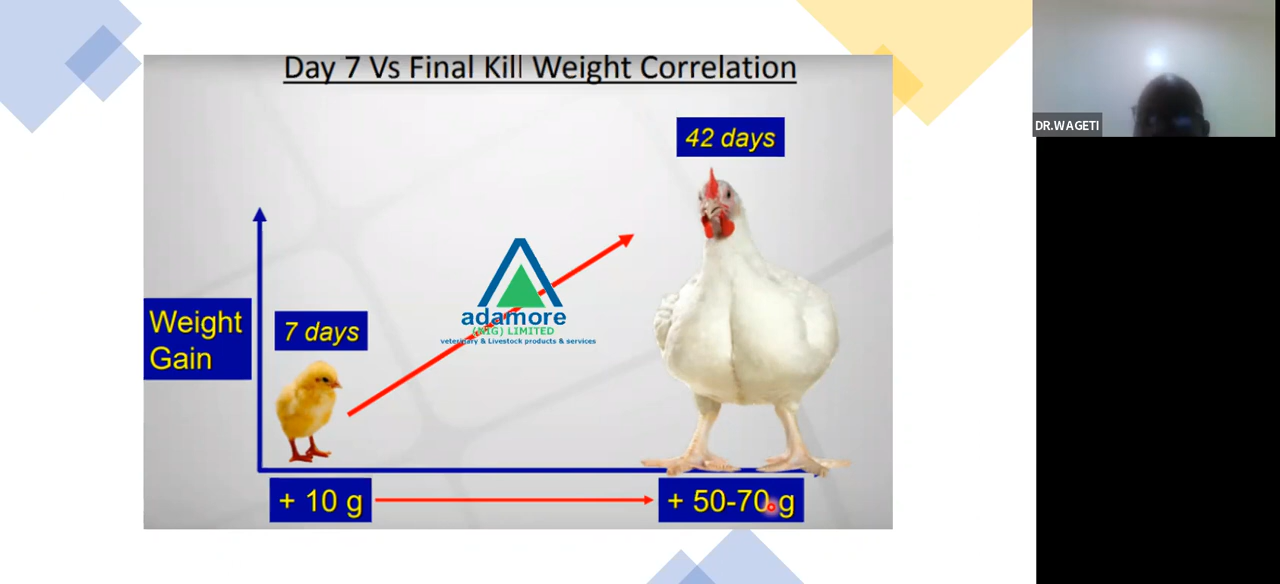 Day 7 Vs Final Kill Weight Correlation
42 days
DR.WAGETI
adamore
(NIG) LIMITED
veterinary & Livestock products & services
Weight
Gain
7 days
+ 10 g
+ 50-70 g